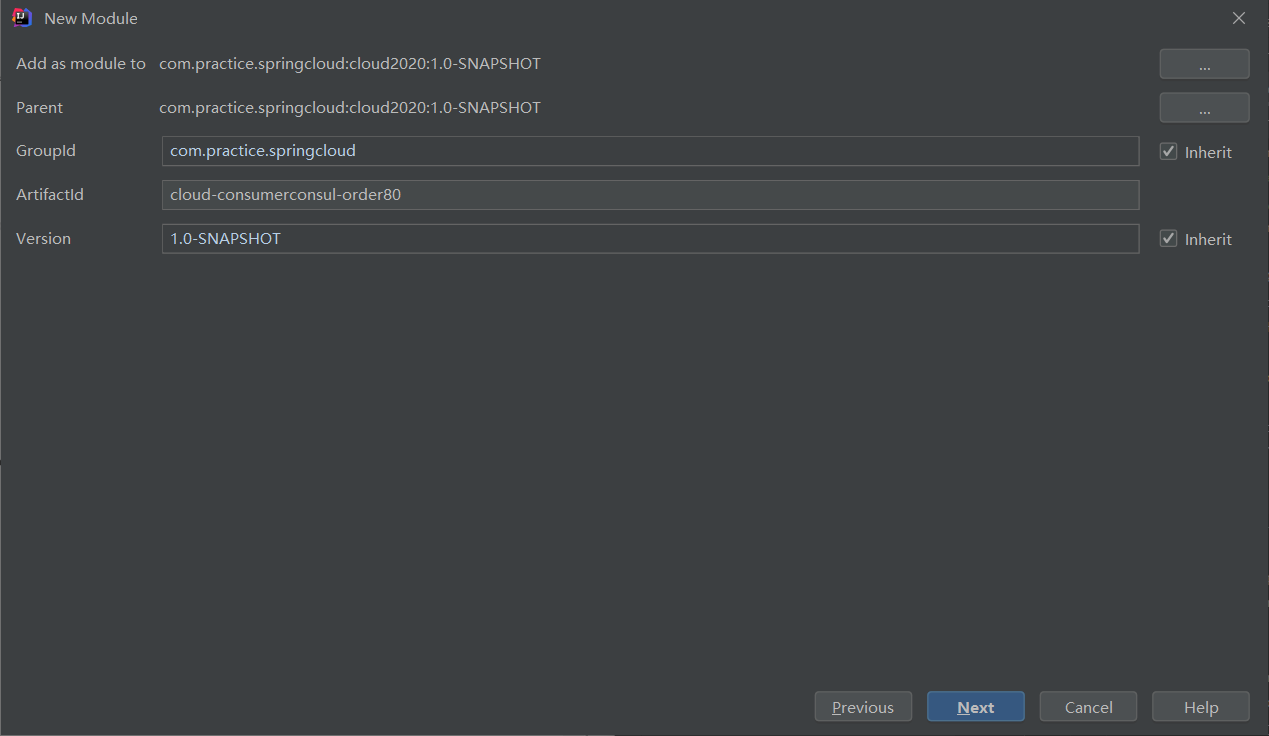 New Module
Add as module to com.practice.springcloud:cloud2020:1.0-SNAPSHOT ...
Parent com.practice.springcloud:cloud2020:1.0-SNAPSHOT ...
GroupId com.practice.springcloud Inherit
ArtifactId cloud-consumerconsul-order80
Version 1.0-SNAPSHOT Inherit
Previous Next Cancel Help